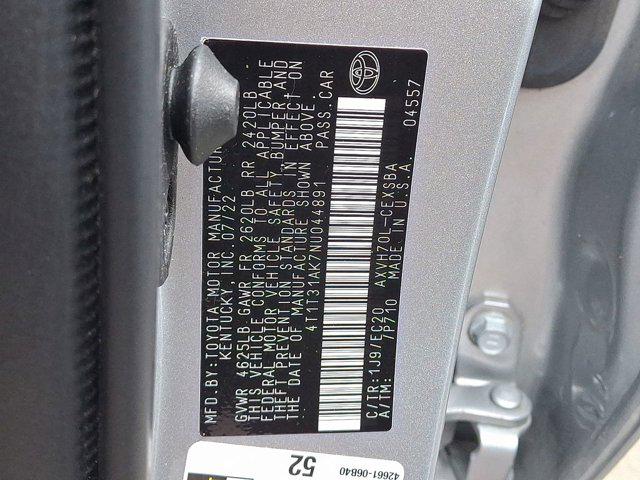 MFD. BY: TOYOTA MOTOR MANUFACTUR
KENTUCKY, INC. 07/22
GVWR 4625LB GAWR FR 2620LB RR 2420LB
THIS VEHICLE CONFORMS TO ALL APPLICABLE
FEDERAL MOTOR VEHICLE SAFETY, BUMPER AND
THEFT PREVENTION STANDARDS IN EFFECT ON
THE DATE OF MANUFACTURE SHOWN ABOVE.
4T1T31AK7NU044891 PASS. CAR
C/TR:1J9/EC20 AXVH70L-CEXSBA
A/TM: 7P710 MADE IN U.S.A. 04557
52
42661-06B40